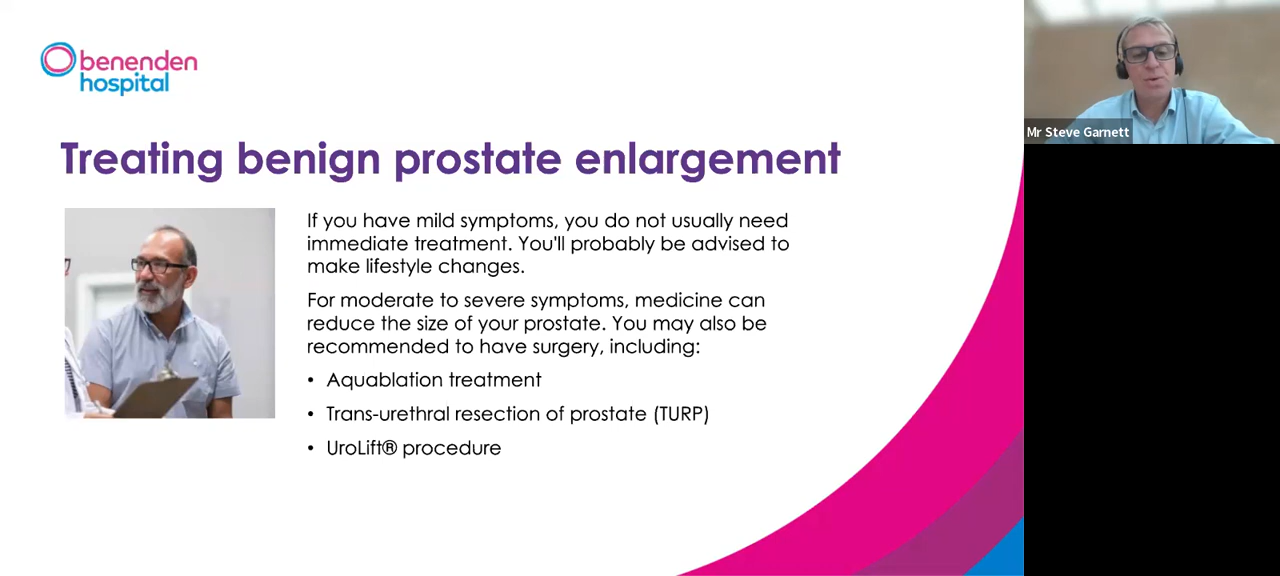 benenden
hospital
Treating benign prostate enlargement
If you have mild symptoms, you do not usually need
immediate treatment. You'll probably be advised to
make lifestyle changes.
For moderate to severe symptoms, medicine can
reduce the size of your prostate. You may also be
recommended to have surgery, including:
• Aquablation treatment
• Trans-urethral resection of prostate (TURP)
• UroLift® procedure
Mr Steve Garnett